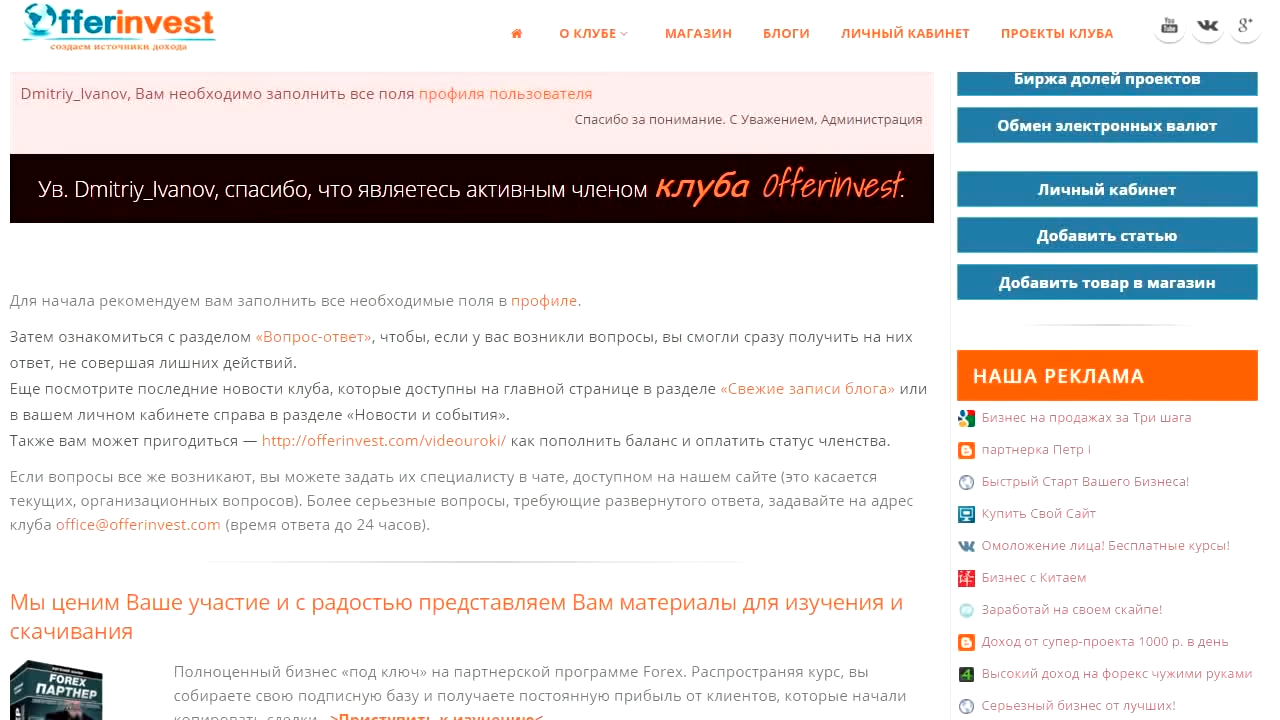 Offerinvest
создаем источники дохода
О КЛУБЕ МАГАЗИН БЛОГИ ЛИЧНЫЙ КАБИНЕТ ПРОЕКТЫ КЛУБА
You Tube g+
Dmitriy_Ivanov, Вам необходимо заполнить все поля профиля пользователя
Спасибо за понимание. С Уважением, Администрация
Ув. Dmitriy_Ivanov, спасибо, что являетесь активным членом клуба Offerinvest.
Для начала рекомендуем вам заполнить все необходимые поля в профиле.
Затем ознакомиться с разделом «Вопрос-ответ», чтобы, если у вас возникли вопросы, вы смогли сразу получить на них
ответ, не совершая лишних действий.
Еще посмотрите последние новости клуба, которые доступны на главной странице в разделе «Свежие записи блога» или
в вашем личном кабинете справа в разделе «Новости и события».
Также вам может пригодиться — http://offerinvest.com/videouroki/ как пополнить баланс и оплатить статус членства.
Если вопросы все же возникают, вы можете задать их специалисту в чате, доступном на нашем сайте (это касается
текущих, организационных вопросов). Более серьезные вопросы, требующие развернутого ответа, задавайте на адрес
клуба office@offerinvest.com (время ответа до 24 часов).
Мы ценим Ваше участие и с радостью представляем Вам материалы для изучения и
скачивания
FOREX
ПАРТНЕР
Полноценный бизнес «под ключ» на партнерской программе Forex. Распространяя курс, вы
собираете свою подписную базу и получаете постоянную прибыль от клиентов, которые начали
копировать сделки. >Приступить к изучению<
Биржа долей проектов
Обмен электронных валют
Личный кабинет
Добавить статью
Добавить товар в магазин
НАША РЕКЛАМА
Бизнес на продажах за Три шага
партнерка Петр I
Быстрый Старт Вашего Бизнеса!
Купить Свой Сайт
Омоложение лица! Бесплатные курсы!
Бизнес с Китаем
Заработай на своем скайпе!
Доход от супер-проекта 1000 р. в день
Высокий доход на форекс чужими руками
Серьезный бизнес от лучших!